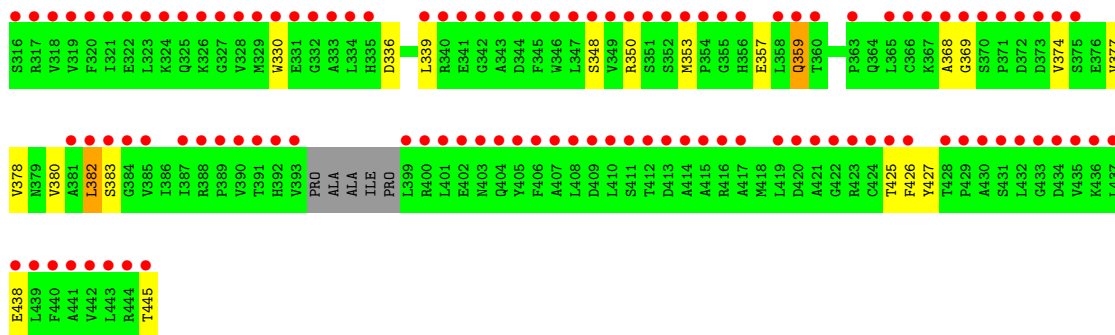 S316 R317 V318 V319 F320 I321 E322 L323 K324 Q325 K326 G327 V328 M329 W330 E331 G332 A333 L334 H335 D336 L339 R340 E341 G342 A343 D344 F345 W346 L347 S348 V349 R350 S351 S352 M353 P354 G355 H356 E357 L358 Q359 T360 P363 Q364 L365 C366 K367 A368 G369 S370 P371 D372 D373 V374 S375 E376 V377
V378 N379 V380 A381 L382 S383 G384 V385 I386 I387 R388 P389 V390 T391 H392 V393 PRO ALA ALA ILE PRO L399 R400 L401 E402 N403 Q404 Y405 F406 A407 L408 D409 L410 S411 T412 D413 A414 A415 R416 A417 M418 L419 D420 A421 G422 R423 C424 T425 F426 Y427 T428 P429 A430 S431 L432 G433 D434 V435 K436 L437
E438 L439 F440 A441 V442 L443 R444 T445